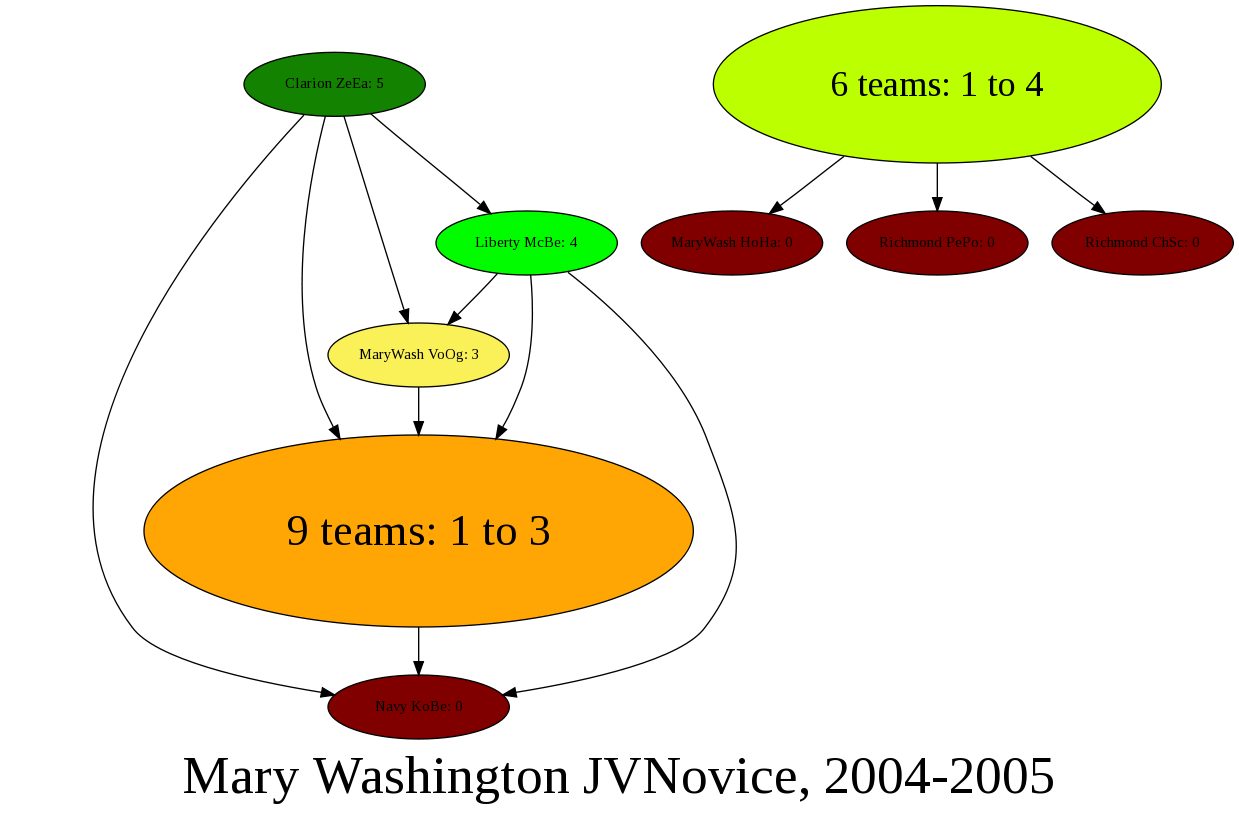 Clarion ZeEa: 5
6 teams: 1 to 4
Liberty McBe: 4
MaryWash HoHa: 0
Richmond PePo: 0
Richmond ChSc: 0
MaryWash VoOg: 3
9 teams: 1 to 3
Navy KoBe: 0
Mary Washington JVNovice, 2004-2005